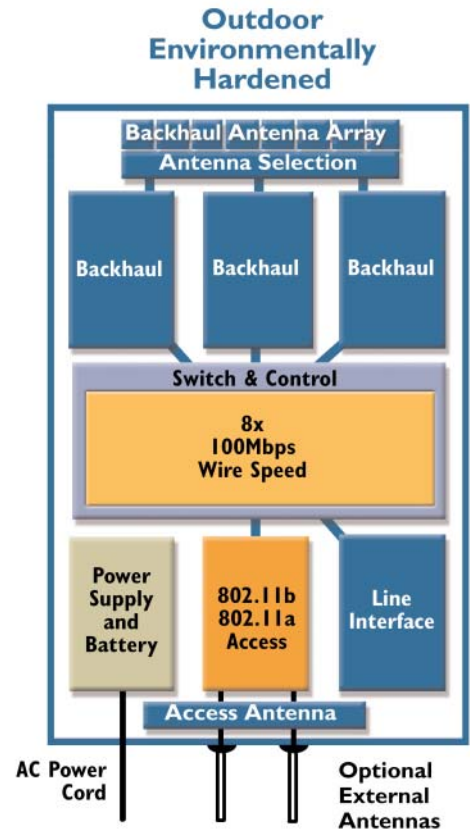 Outdoor
Environmentally
Hardened
Backhaul Antenna Array
Antenna Selection
Backhaul
Backhaul
Backhaul
Switch & Control
8x
100Mbps
Wire Speed
Power
Supply
and
Battery
802.11b
802.11a
Access
Line
Interface
Access Antenna
AC Power
Cord
Optional
External
Antennas